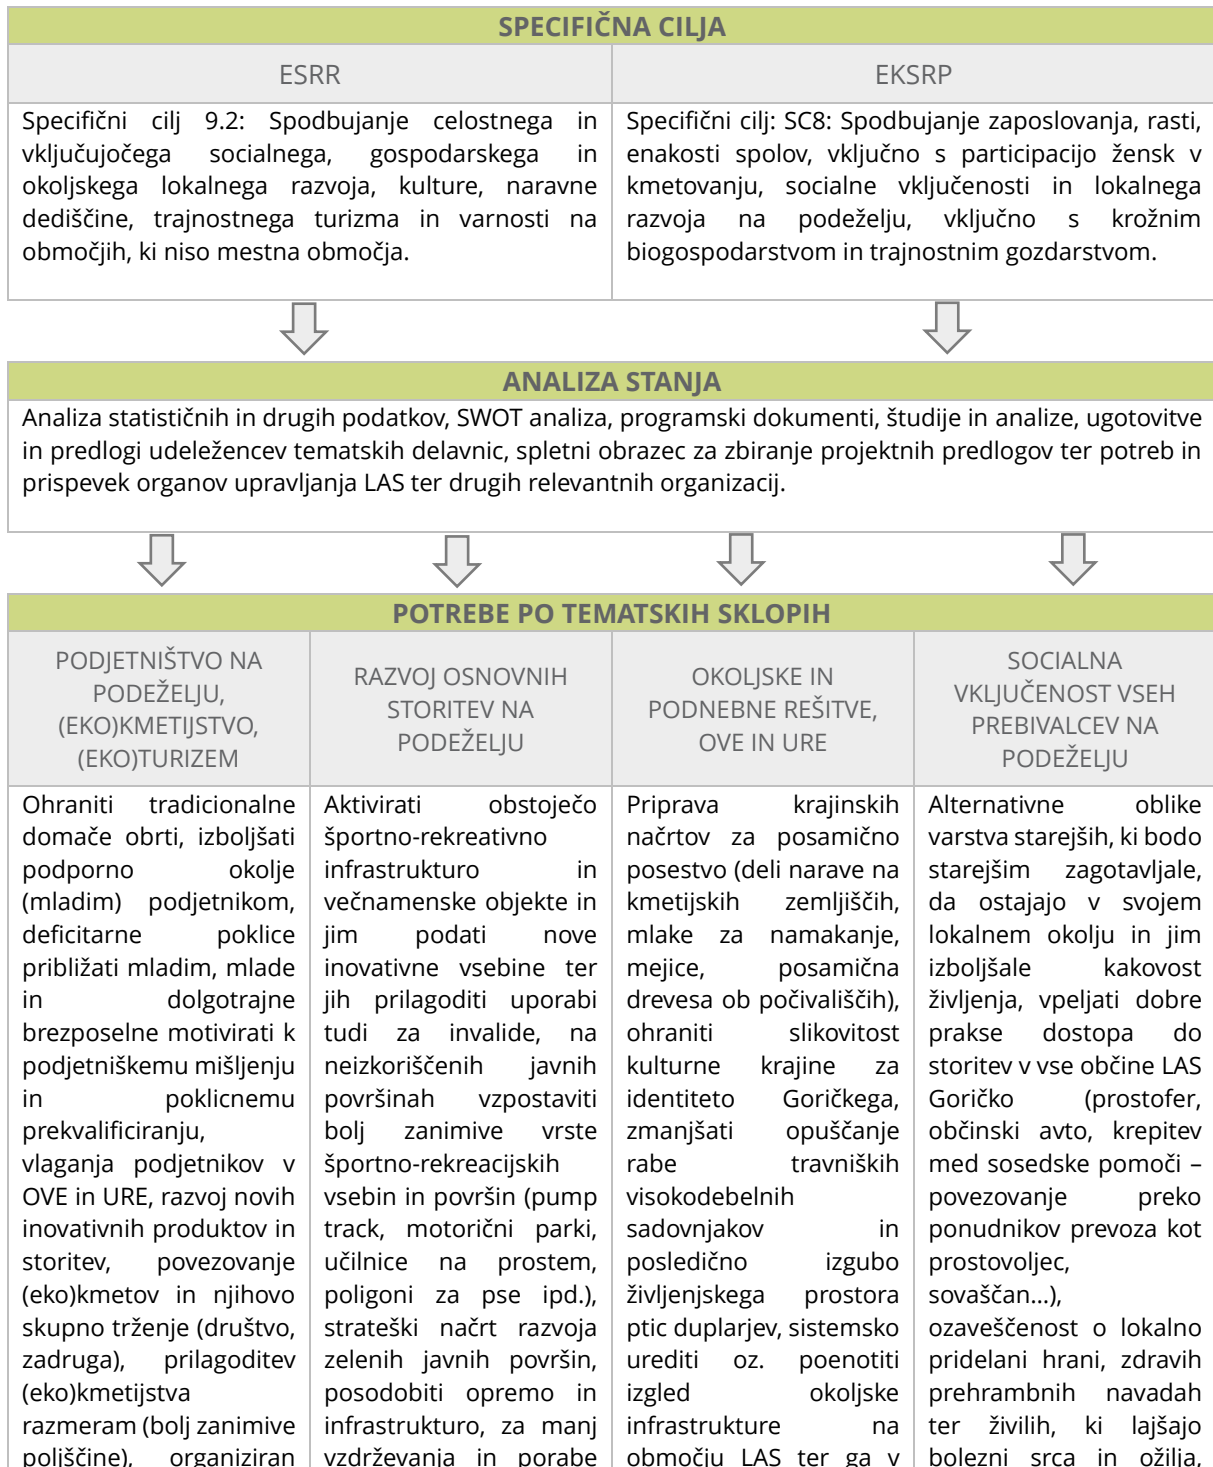 SPECIFIČNA CILJA
ESRR
EKSRP
Specifični cilj 9.2: Spodbujanje celostnega in
vključujočega socialnega, gospodarskega in
okoljskega lokalnega razvoja, kulture, naravne
dediščine, trajnostnega turizma in varnosti na
območjih, ki niso mestna območja.
Specifični cilj: SC8: Spodbujanje zaposlovanja, rasti,
enakosti spolov, vključno s participacijo žensk v
kmetovanju, socialne vključenosti in lokalnega
razvoja na podeželju, vključno s krožnim
biogospodarstvom in trajnostnim gozdarstvom.
ANALIZA STANJA
Analiza statističnih in drugih podatkov, SWOT analiza, programski dokumenti, študije in analize, ugotovitve
in predlogi udeležencev tematskih delavnic, spletni obrazec za zbiranje projektnih predlogov ter potreb in
prispevek organov upravljanja LAS ter drugih relevantnih organizacij.
POTREBE PO TEMATSKIH SKLOPIH
PODJETNIŠTVO NA
PODEŽELJU,
(EKO)KMETIJSTVO,
(EKO)TURIZEM
RAZVOJ OSNOVNIH
STORITEV NA
PODEŽELJU
OKOLJSKE IN
PODNEBNE REŠITVE,
OVE IN URE
SOCIALNA
VKLJUČENOST VSEH
PREBIVALCEV NA
PODEŽELJU
Ohraniti tradicionalne
domače obrti, izboljšati
podporno okolje
(mladim) podjetnikom,
deficitarne poklice
približati mladim, mlade
in dolgotrajne
brezposelne motivirati k
podjetniškemu mišljenju
in poklicnemu
prekvalificiranju,
vlaganja podjetnikov v
OVE in URE, razvoj novih
inovativnih produktov in
storitev, povezovanje
(eko)kmetov in njihovo
skupno trženje (društvo,
zadruga), prilagoditev
(eko)kmetijstva
razmeram (bolj zanimive
poljščine), organiziran
Aktivirati obstoječo
športno-rekreativno
infrastrukturo in
večnamenske objekte in
jim podati nove
inovativne vsebine ter
jih prilagoditi uporabi
tudi za invalide, na
neizkoriščenih javnih
površinah vzpostaviti
bolj zanimive vrste
športno-rekreacijskih
vsebin in površin (pump
track, motorični parki,
učilnice na prostem,
poligoni za pse ipd.),
strateški načrt razvoja
zelenih javnih površin,
posodobiti opremo in
infrastrukturo, za manj
vzdrževanja in porabe
Priprava krajinskih
načrtov za posamično
posestvo (deli narave na
kmetijskih zemljiščih,
mlake za namakanje,
mejice, posamična
drevesa ob počivališčih),
ohraniti slikovitost
kulturne krajine za
identiteto Goričkega,
zmanjšati opuščanje
rabe travniških
visokodebelnih
sadovnjakov in
posledično izgubo
življenjskega prostora
ptic duplarjev, sistemsko
urediti oz. poenotiti
izgled okoljske
infrastrukture na
območju LAS ter ga v
Alternativne oblike
varstva starejših, ki bodo
starejšim zagotavljale,
da ostajajo v svojem
lokalnem okolju in jim
izboljšale kakovost
življenja, vpeljati dobre
prakse dostopa do
storitev v vse občine LAS
Goričko (prostofer,
občinski avto, krepitev
med sosedske pomoči –
povezovanje preko
ponudnikov prevoza kot
prostovoljec,
sovaščan...),
ozaveščenost o lokalno
pridelani hrani, zdravih
prehrambnih navadah
ter živilih, ki lajšajo
bolezni srca in ožilja,